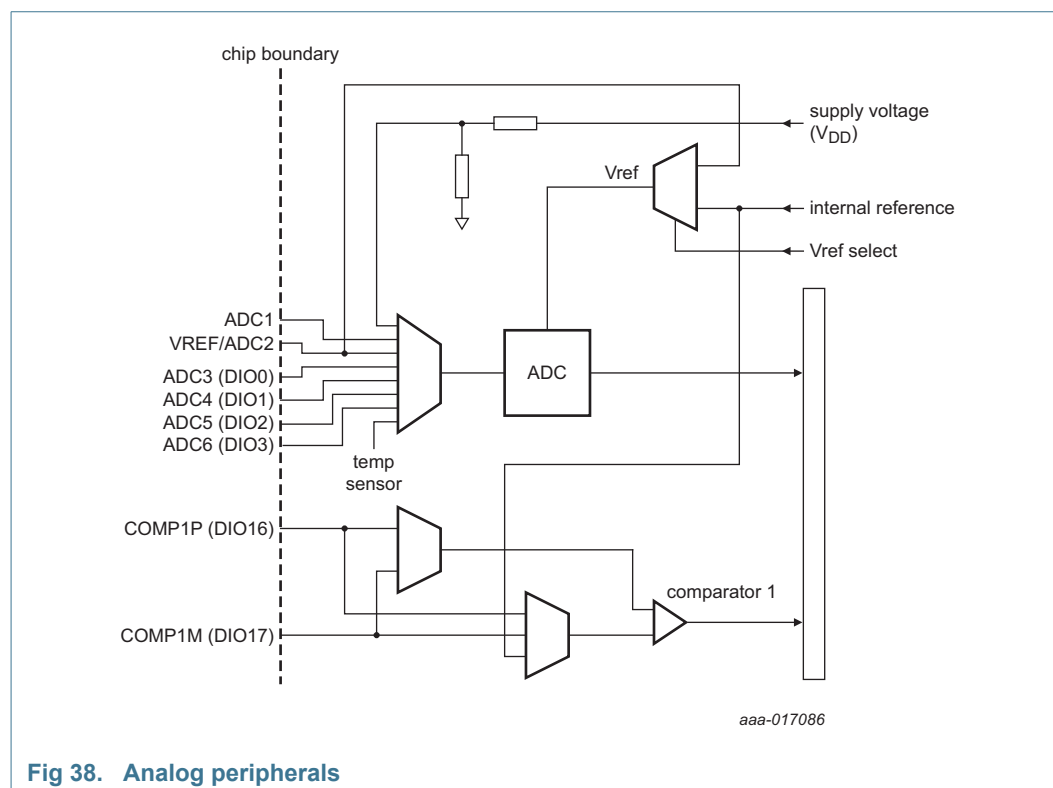 chip boundary
supply voltage
(VDD)
Vref
internal reference
Vref select
ADC1
VREF/ADC2
ADC3 (DIO0)
ADC4 (DIO1)
ADC5 (DIO2)
ADC6 (DIO3)
ADC
temp
sensor
COMP1P (DIO16)
comparator 1
COMP1M (DIO17)
aaa-017086
Fig 38. Analog peripherals